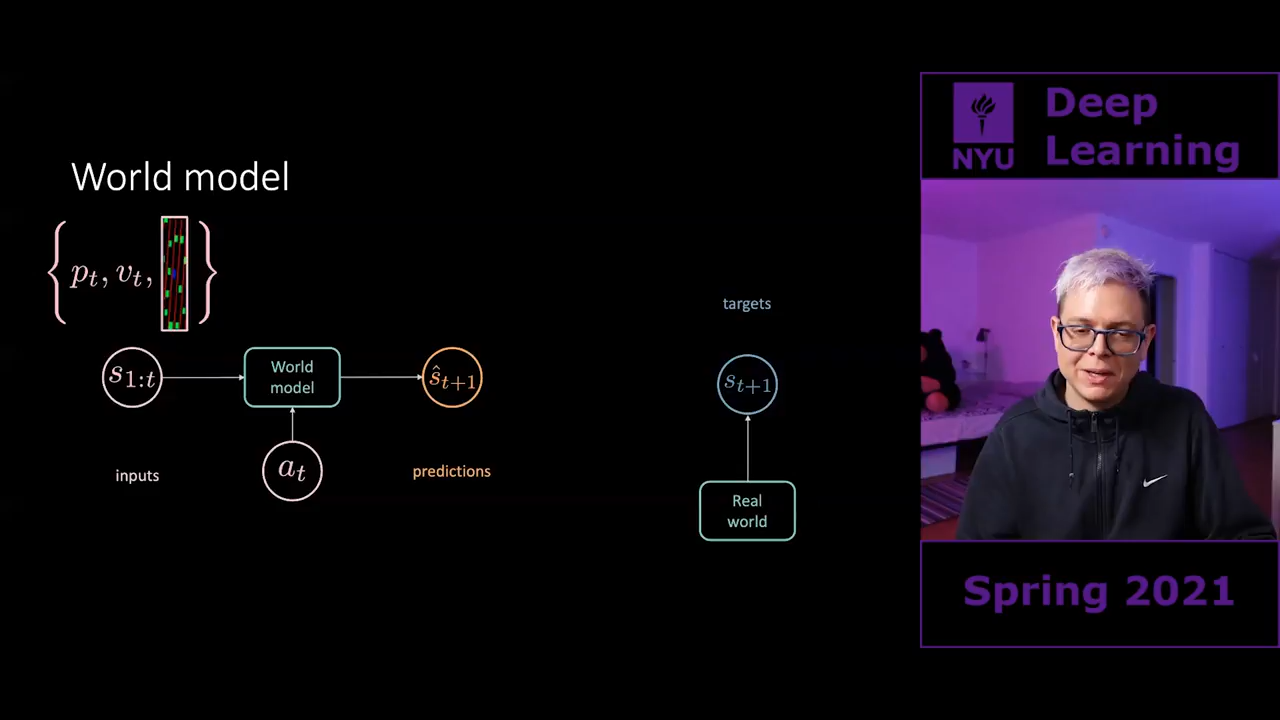 World model
{ pₜ, vₜ, }
s₁:ₜ
World
model
ŝₜ₊₁
aₜ
inputs
predictions
targets
sₜ₊₁
Real
world
NYU
Deep
Learning
Spring 2021